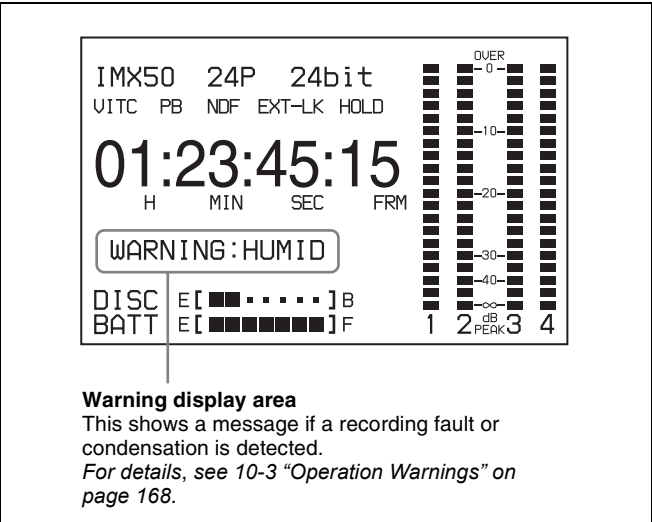 IMX50 24P 24bit
VITC PB NDF EXT-LK HOLD
01:23:45:15
H MIN SEC FRM
WARNING:HUMID
DISC E[ ]B
BATT E[ ]F
OVER
0
-10-
-20-
-30-
-40-
-∞-
dB
PEAK
1 2 3 4
Warning display area
This shows a message if a recording fault or
condensation is detected.
For details, see 10-3 “Operation Warnings” on
page 168.